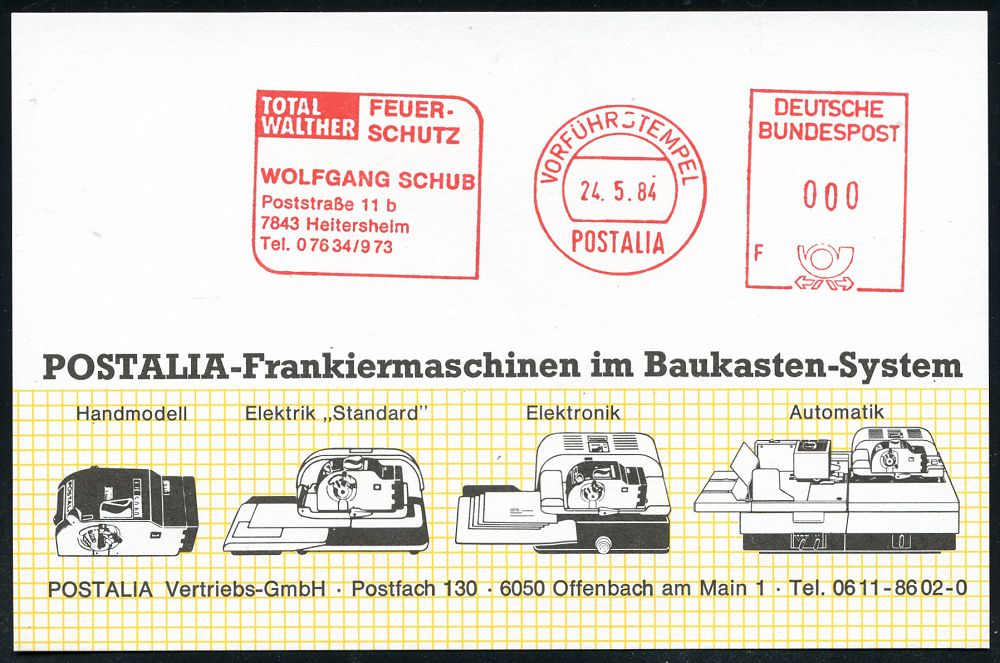 TOTAL
WALTHER
FEUER-
SCHUTZ
WOLFGANG SCHUB
Poststraße 11 b
7843 Heitersheim
Tel. 07634/973
VORFÜHRSTEMPEL
24. 5. 84
POSTALIA
DEUTSCHE
BUNDESPOST
000
F
POSTALIA-Frankiermaschinen im Baukasten-System
Handmodell Elektrik „Standard" Elektronik Automatik
POSTALIA
POSTALIA Vertriebs-GmbH · Postfach 130 · 6050 Offenbach am Main 1 · Tel. 0611-8602-0